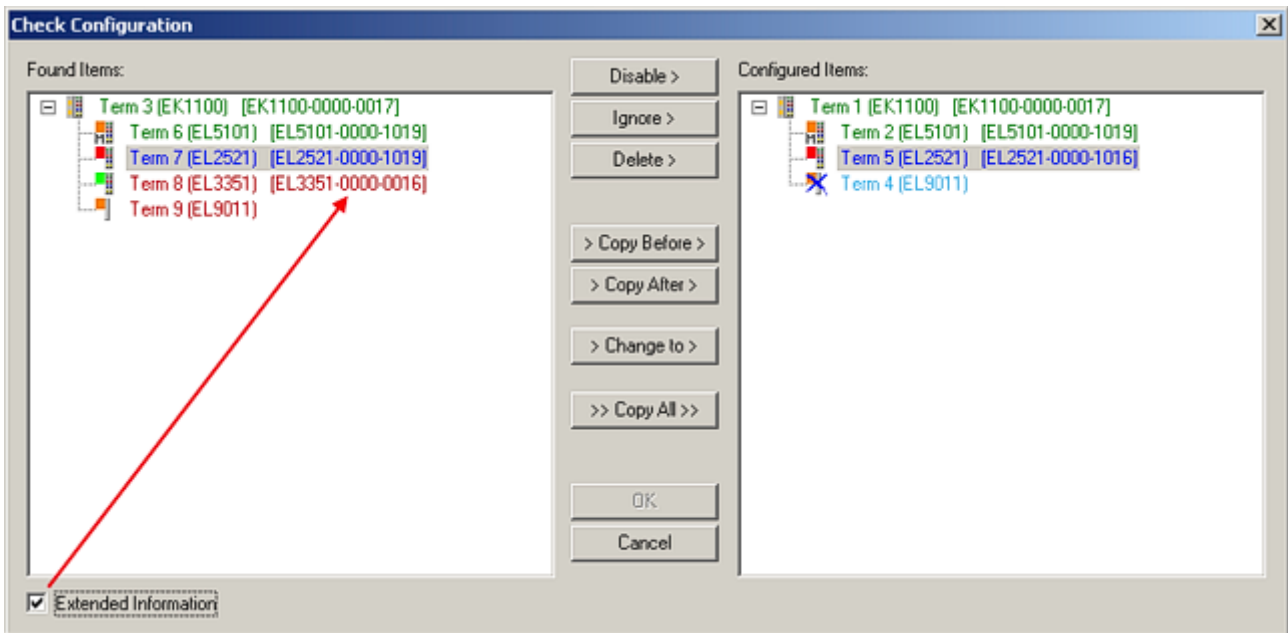 Check Configuration
Found Items:
Term 3 (EK1100) [EK1100-0000-0017]
Term 6 (EL5101) [EL5101-0000-1019]
Term 7 (EL2521) [EL2521-0000-1019]
Term 8 (EL3351) [EL3351-0000-0016]
Term 9 (EL9011)
Extended Information
Disable >
Ignore >
Delete >
> Copy Before >
> Copy After >
> Change to >
>> Copy All >>
OK
Cancel
Configured Items:
Term 1 (EK1100) [EK1100-0000-0017]
Term 2 (EL5101) [EL5101-0000-1019]
Term 5 (EL2521) [EL2521-0000-1016]
Term 4 (EL9011)